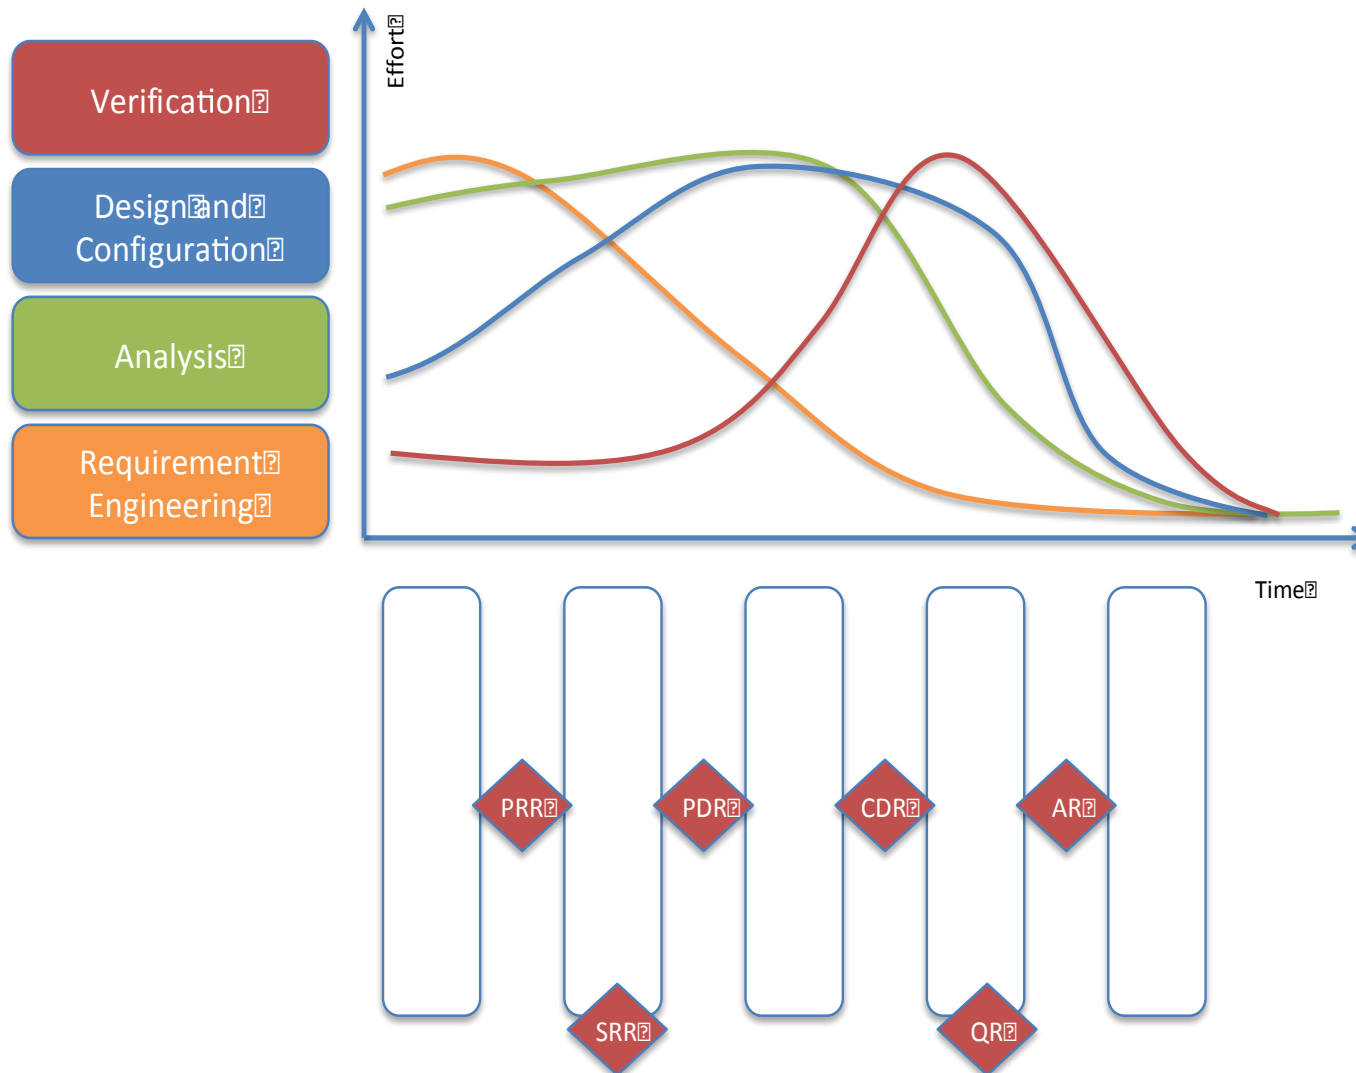 Effort
Verification
Design and
Configuration
Analysis
Requirement
Engineering
Time
PRR
PDR
CDR
AR
SRR
QR